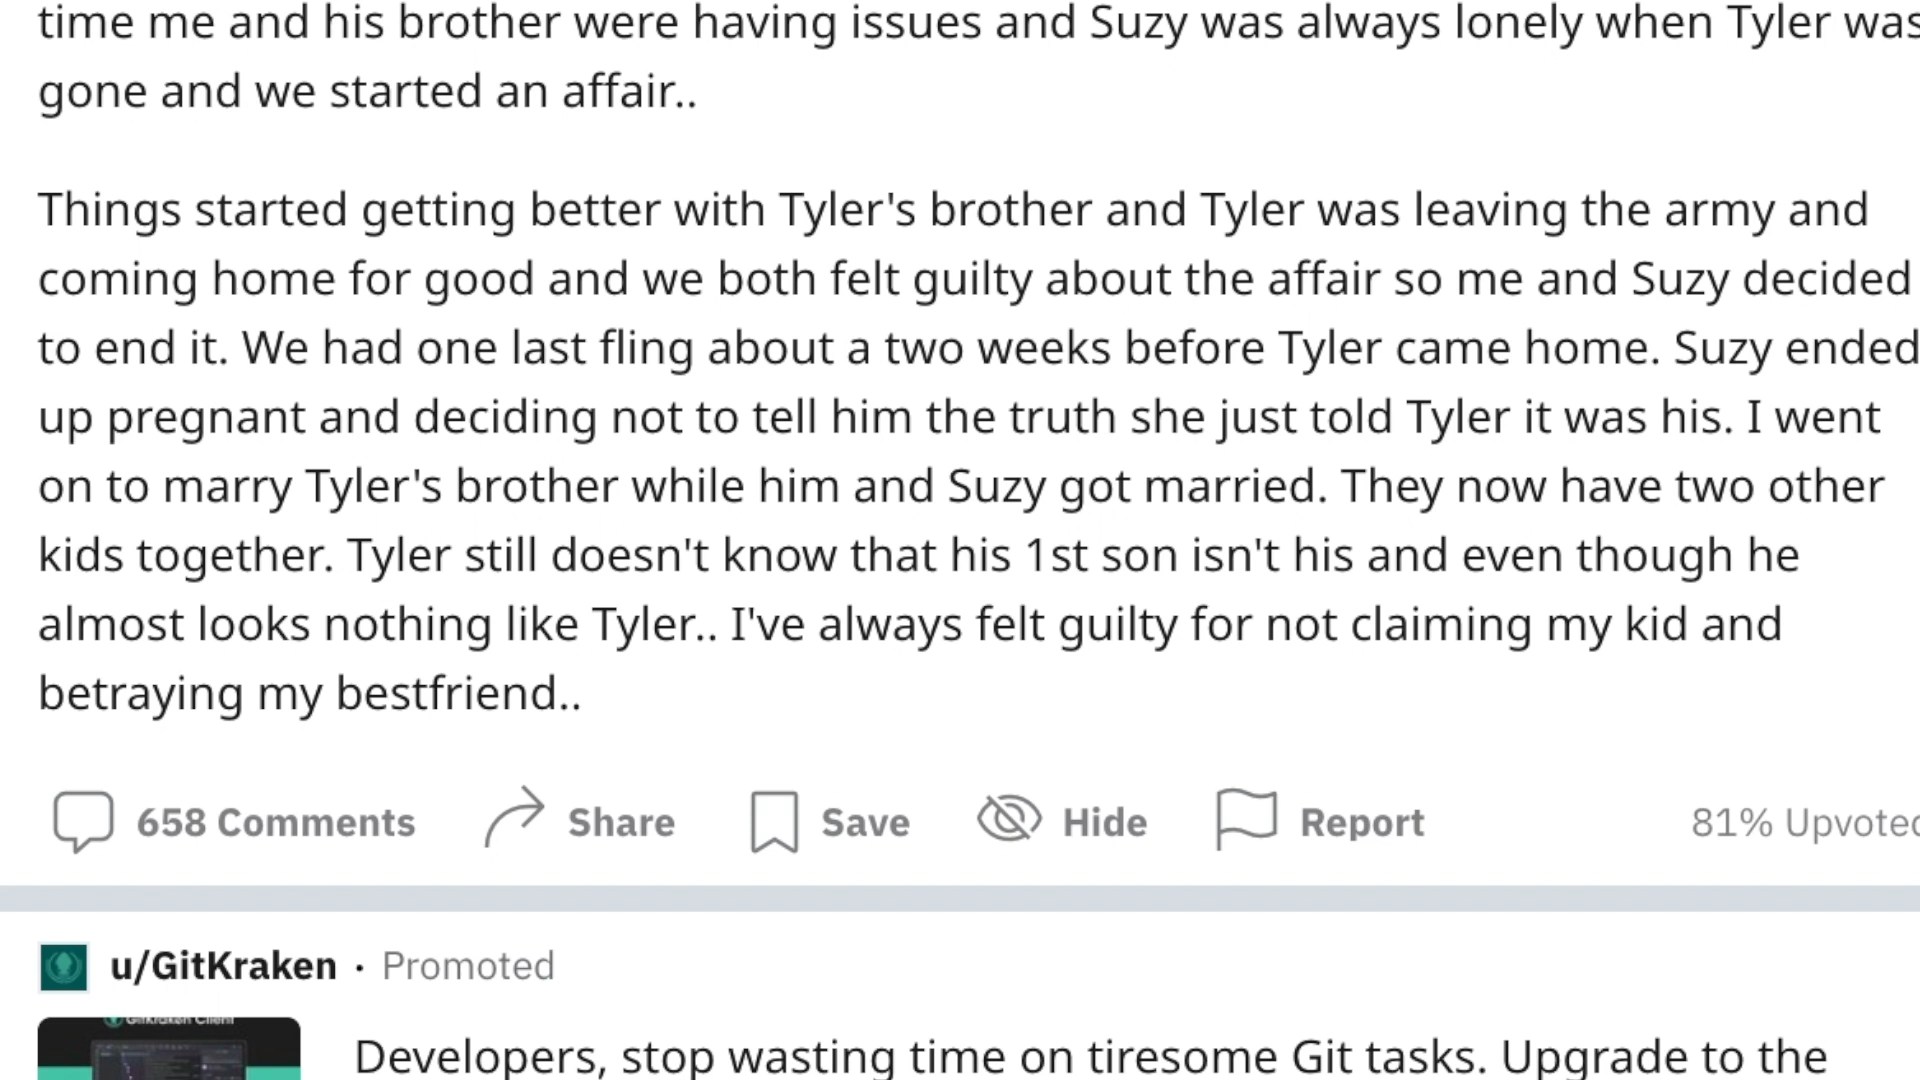 time me and his brother were having issues and Suzy was always lonely when Tyler was
gone and we started an affair..
Things started getting better with Tyler's brother and Tyler was leaving the army and
coming home for good and we both felt guilty about the affair so me and Suzy decided
to end it. We had one last fling about a two weeks before Tyler came home. Suzy ended
up pregnant and deciding not to tell him the truth she just told Tyler it was his. I went
on to marry Tyler's brother while him and Suzy got married. They now have two other
kids together. Tyler still doesn't know that his 1st son isn't his and even though he
almost looks nothing like Tyler.. I've always felt guilty for not claiming my kid and
betraying my bestfriend..
658 Comments Share Save Hide Report 81% Upvoted
u/GitKraken · Promoted
GitKraken Client
Developers, stop wasting time on tiresome Git tasks. Upgrade to the